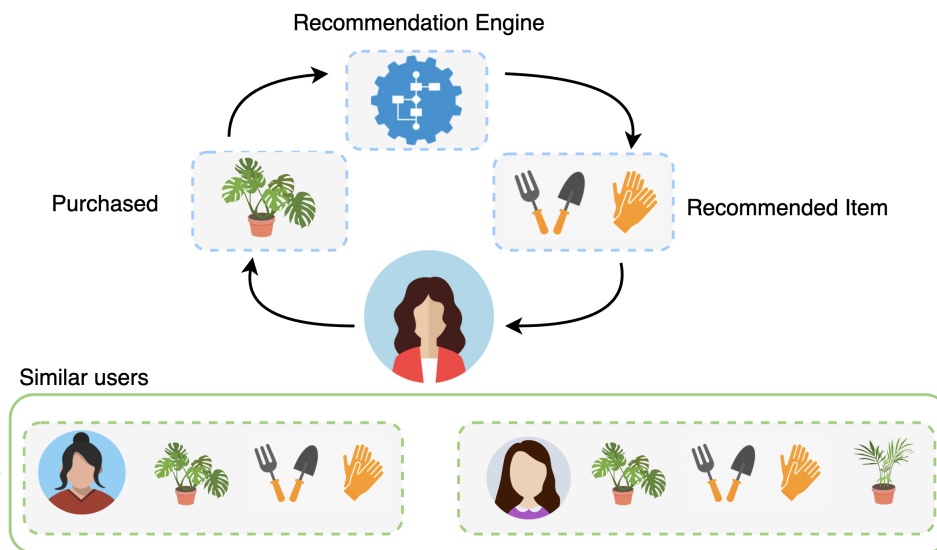 Recommendation Engine
Purchased
Recommended Item
Similar users